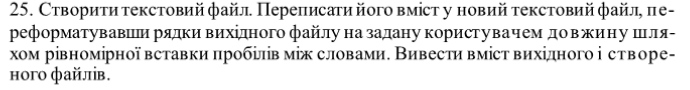 25. Створити текстовий файл. Переписати його вміст у новий текстовий файл, пе-
реформатувавши рядки вихідного файлу на задану користувачем довжину шля-
хом рівномірної вставки пробілів між словами. Вивести вміст вихідного і створе-
ного файлів.